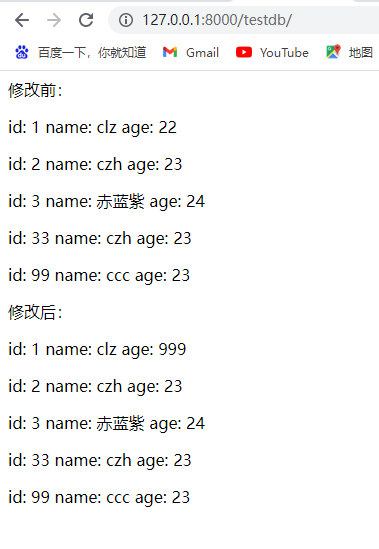 127.0.0.1:8000/testdb/
百度一下，你就知道 Gmail YouTube 地图
修改前：
id: 1 name: clz age: 22
id: 2 name: czh age: 23
id: 3 name: 赤蓝紫 age: 24
id: 33 name: czh age: 23
id: 99 name: ccc age: 23
修改后：
id: 1 name: clz age: 999
id: 2 name: czh age: 23
id: 3 name: 赤蓝紫 age: 24
id: 33 name: czh age: 23
id: 99 name: ccc age: 23